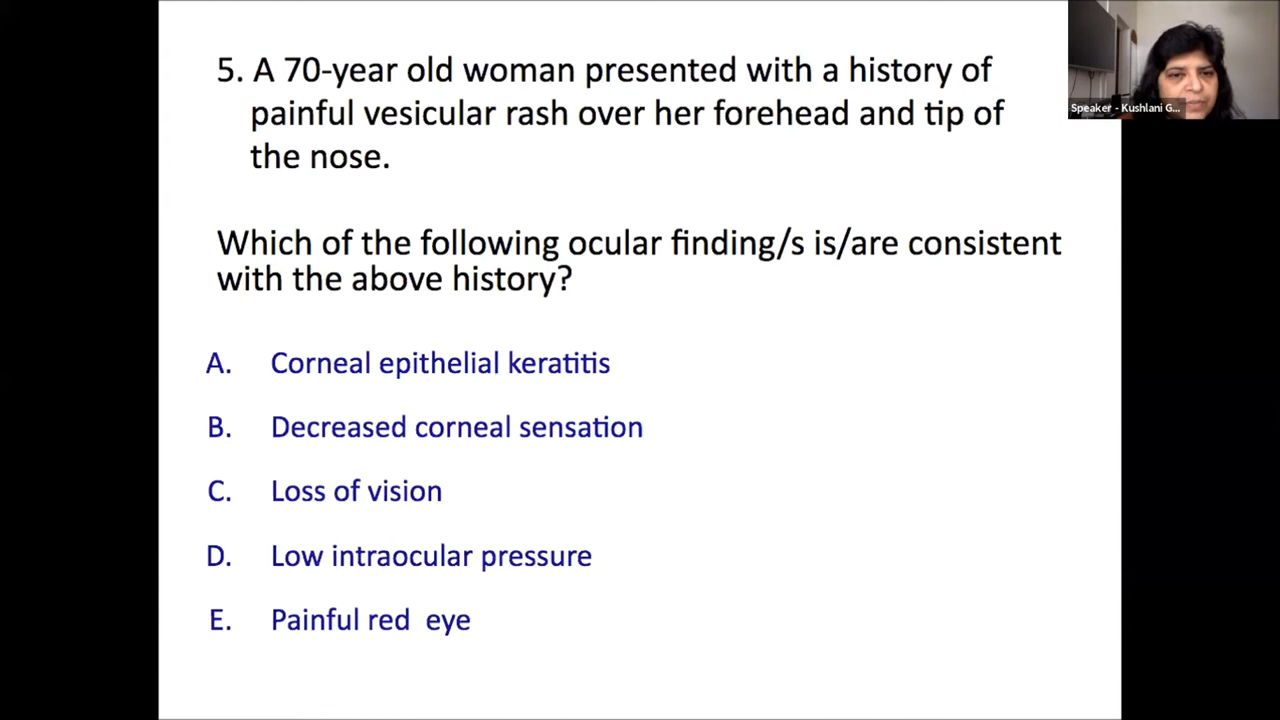 5. A 70-year old woman presented with a history of
painful vesicular rash over her forehead and tip of
the nose.
Which of the following ocular finding/s is/are consistent
with the above history?
A. Corneal epithelial keratitis
B. Decreased corneal sensation
C. Loss of vision
D. Low intraocular pressure
E. Painful red eye
Speaker - Kushlani G...